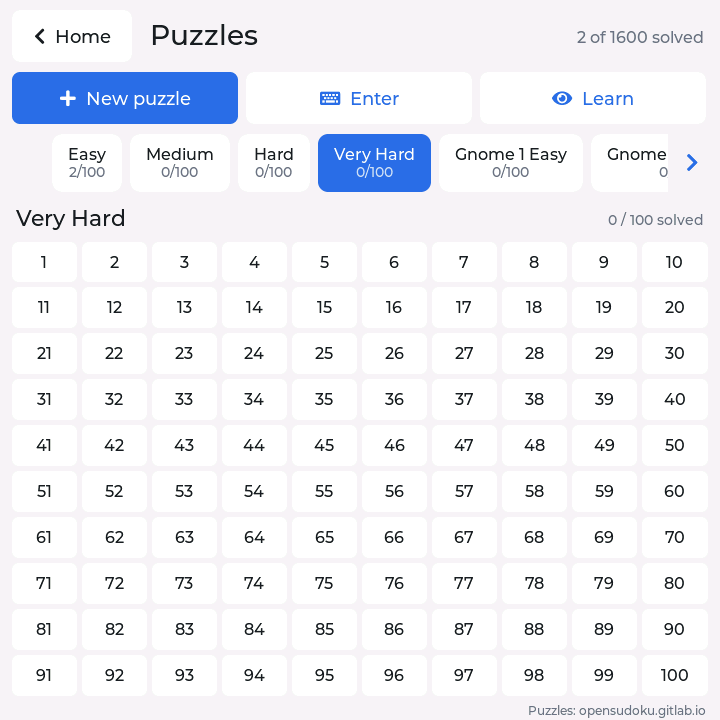 Home
Puzzles
2 of 1600 solved
New puzzle
Enter
Learn
Easy
2/100
Medium
0/100
Hard
0/100
Very Hard
0/100
Gnome 1 Easy
0/100
Gnome
0
Very Hard
0 / 100 solved
1 2 3 4 5 6 7 8 9 10
11 12 13 14 15 16 17 18 19 20
21 22 23 24 25 26 27 28 29 30
31 32 33 34 35 36 37 38 39 40
41 42 43 44 45 46 47 48 49 50
51 52 53 54 55 56 57 58 59 60
61 62 63 64 65 66 67 68 69 70
71 72 73 74 75 76 77 78 79 80
81 82 83 84 85 86 87 88 89 90
91 92 93 94 95 96 97 98 99 100
Puzzles: opensudoku.gitlab.io